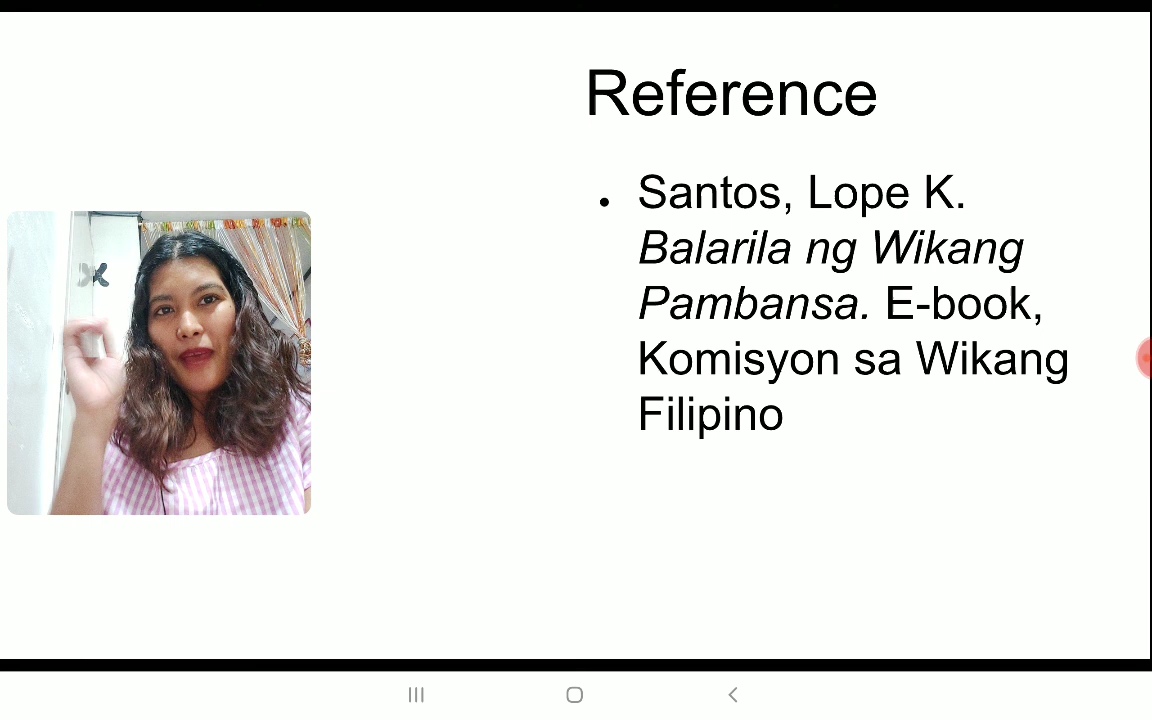 Reference
• Santos, Lope K.
Balarila ng Wikang
Pambansa. E-book,
Komisyon sa Wikang
Filipino